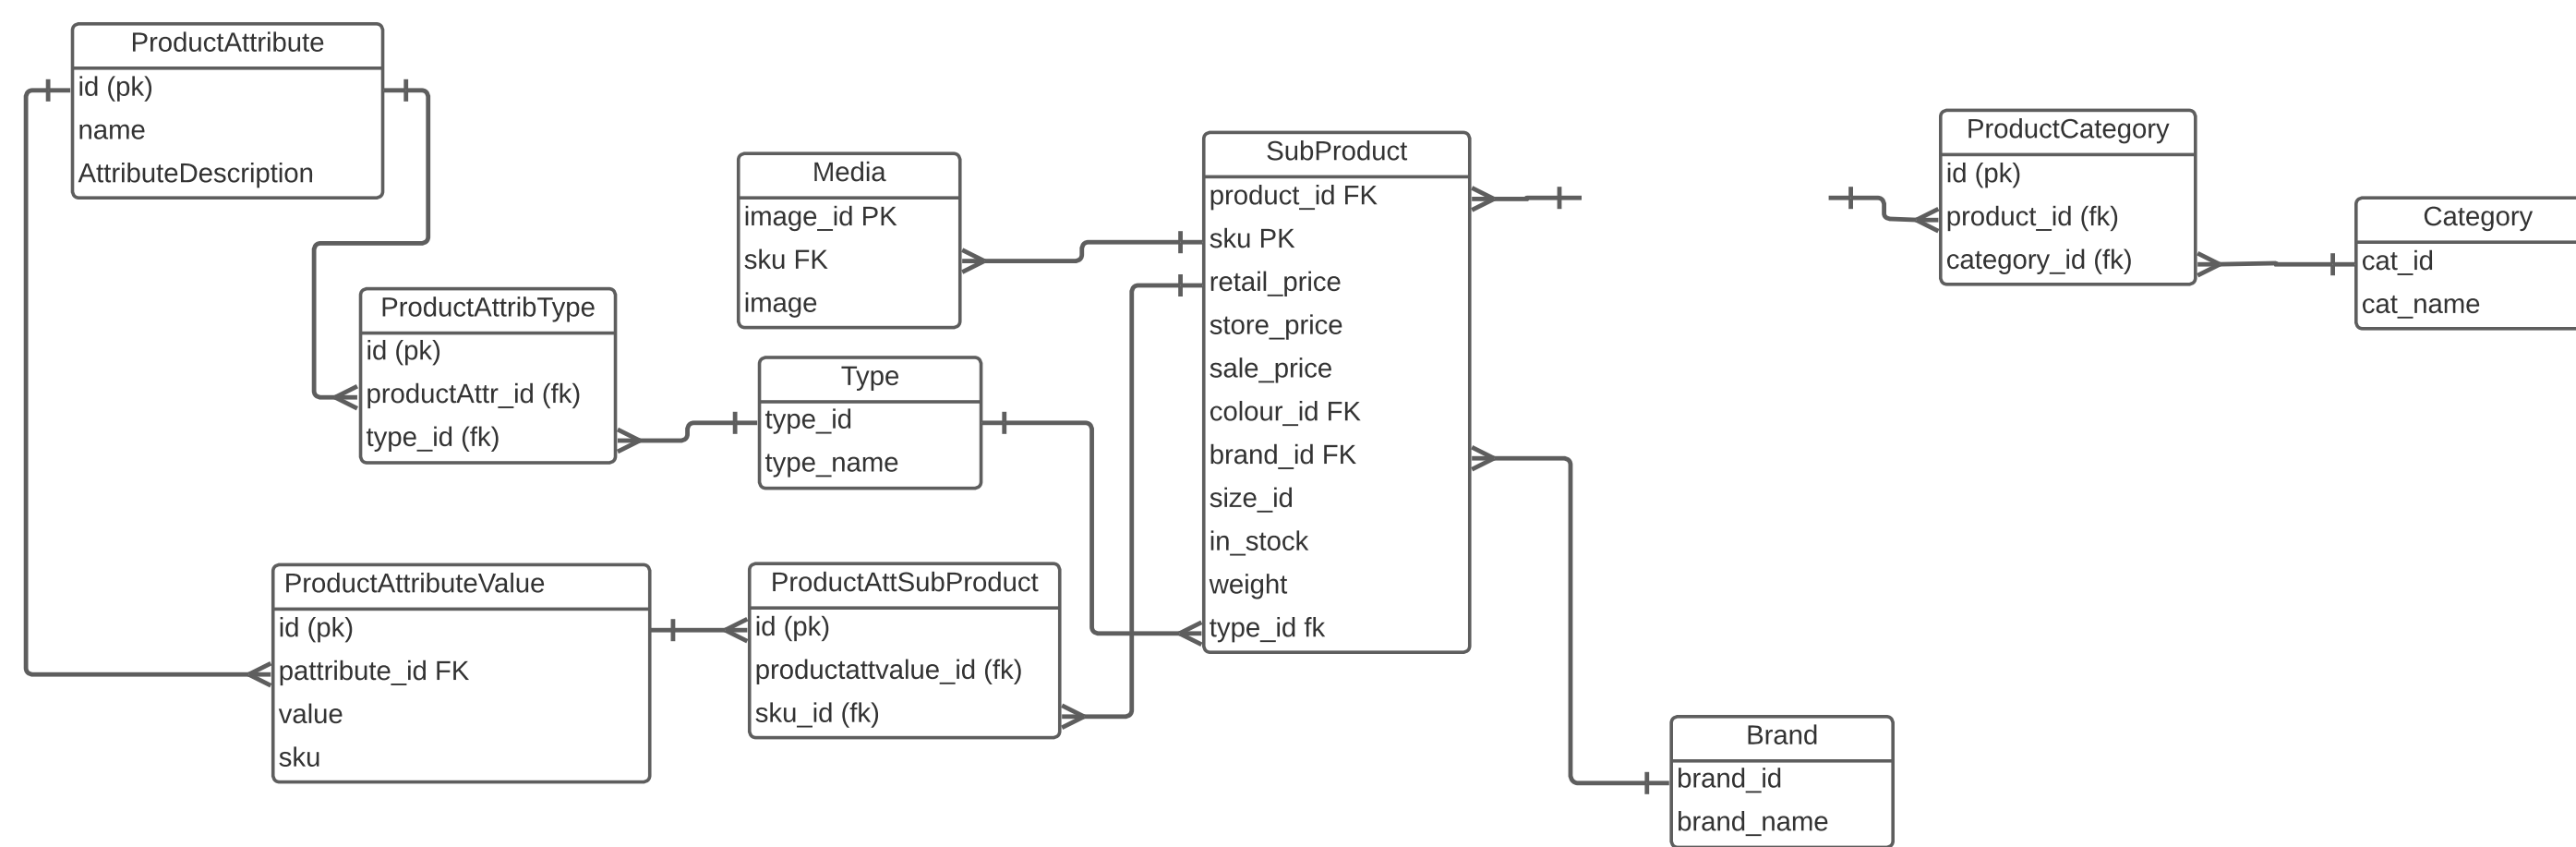 ProductAttribute
id (pk)
name
AttributeDescription
ProductAttribType
id (pk)
productAttr_id (fk)
type_id (fk)
Media
image_id PK
sku FK
image
Type
type_id
type_name
ProductAttributeValue
id (pk)
pattribute_id FK
value
sku
ProductAttSubProduct
id (pk)
productattvalue_id (fk)
sku_id (fk)
SubProduct
product_id FK
sku PK
retail_price
store_price
sale_price
colour_id FK
brand_id FK
size_id
in_stock
weight
type_id fk
Brand
brand_id
brand_name
ProductCategory
id (pk)
product_id (fk)
category_id (fk)
Category
cat_id
cat_name